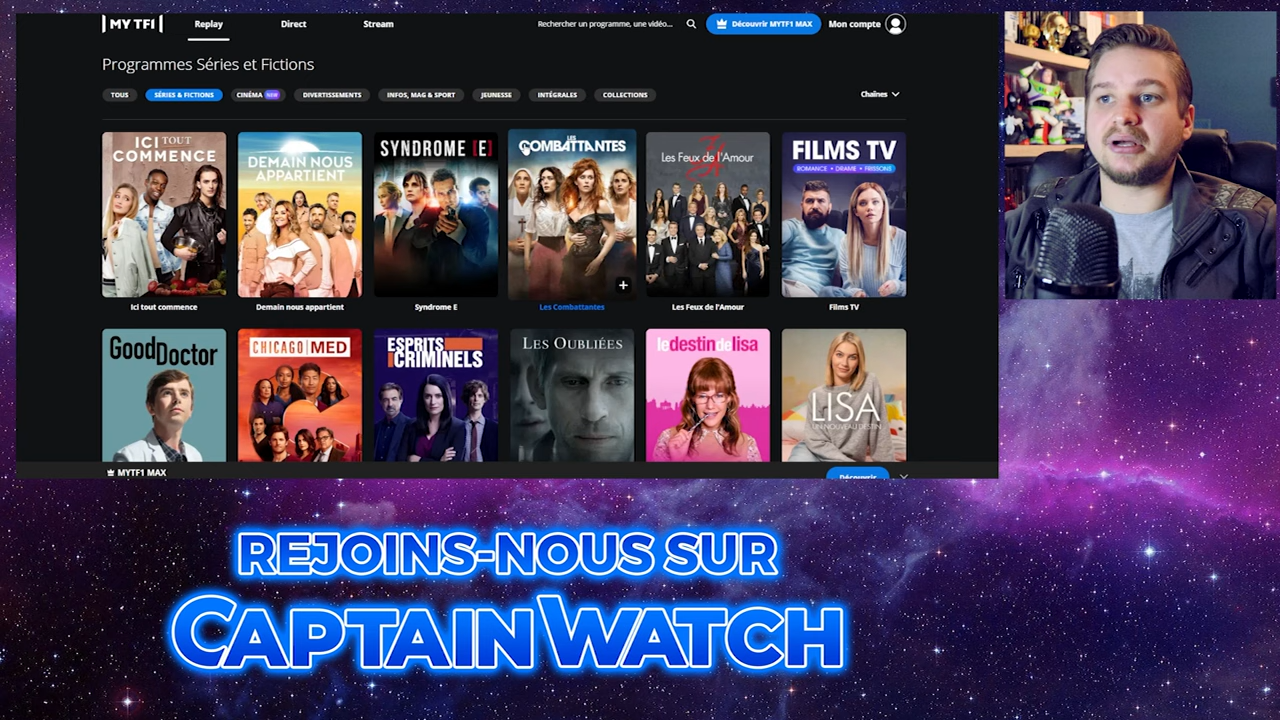 MYTF1
Replay
Direct
Stream
Rechercher un programme, une vidéo...
Découvrir MYTF1 MAX
Mon compte
Programmes Séries et Fictions
TOUS
SÉRIES & FICTIONS
CINÉMA NEW
DIVERTISSEMENTS
INFOS, MAG & SPORT
JEUNESSE
INTÉGRALES
COLLECTIONS
Chaînes
ICI TOUT
COMMENCE
DEMAIN NOUS
APPARTIENT
SYNDROME [E]
LES
COMBATTANTES
Les Feux de l'Amour
FILMS TV
ROMANCE • DRAME • FRISSONS
Ici tout commence
Demain nous appartient
Syndrome E
Les Combattantes
Les Feux de l'Amour
Films TV
GOOD DOCTOR
CHICAGO MED
ESPRITS
CRIMINELS
LES OUBLIÉES
le destin de lisa
LISA
UN NOUVEAU DESTIN
MYTF1 MAX
Découvrir
REJOINS-NOUS SUR
CAPTAINWATCH